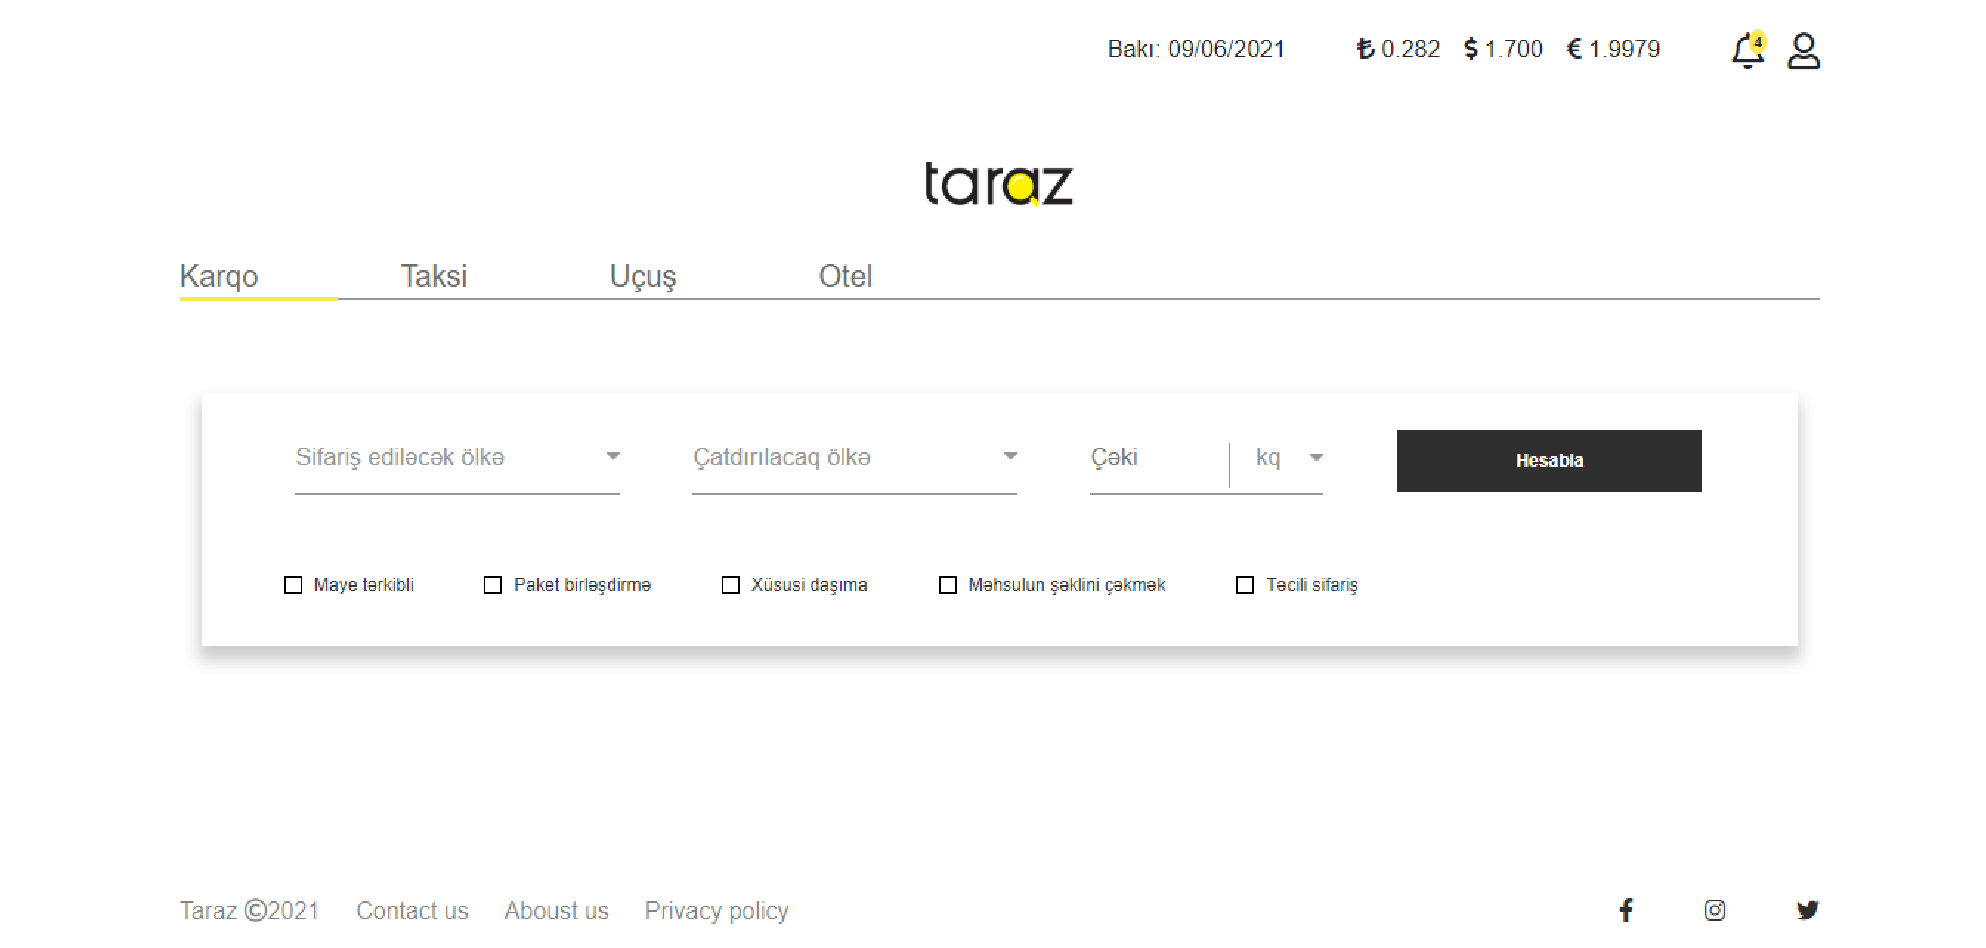 Bakı: 09/06/2021 ₺ 0.282 $ 1.700 € 1.9979 4
taraz
Karqo Taksi Uçuş Otel
Sifariş ediləcək ölkə Çatdırılacaq ölkə Çəki kq Hesabla
Maye tərkibli Paket birləşdirmə Xüsusi daşıma Məhsulun şəklini çəkmək Təcili sifariş
Taraz ©2021 Contact us Aboust us Privacy policy